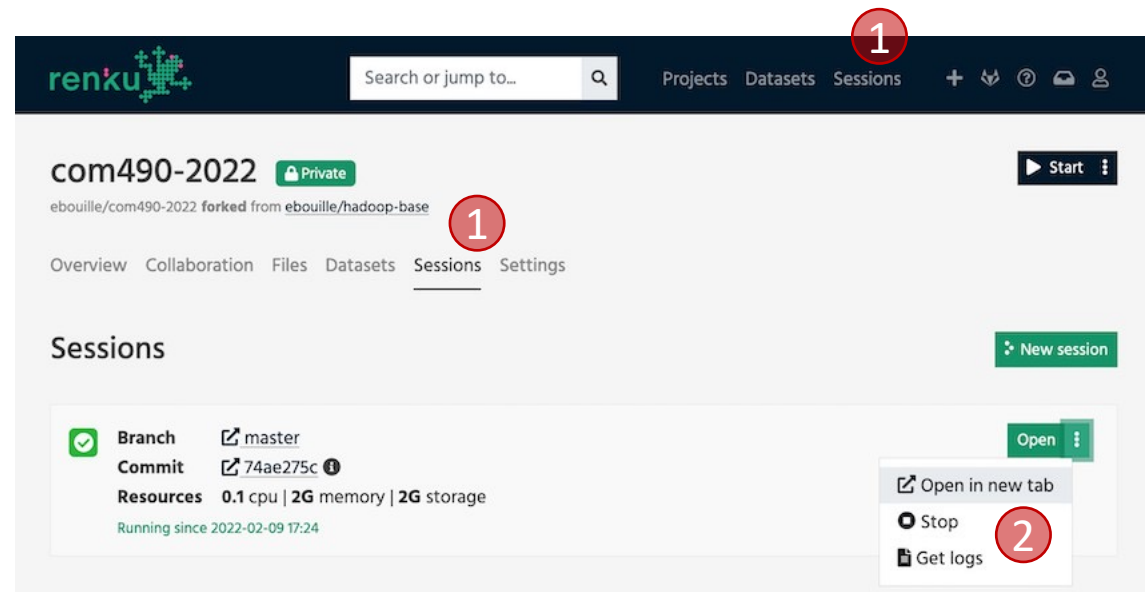 1
renku Search or jump to... Projects Datasets Sessions
com490-2022 Private Start
ebouille/com490-2022 forked from ebouille/hadoop-base
1
Overview Collaboration Files Datasets Sessions Settings
Sessions New session
Branch master Open
Commit 74ae275c
Resources 0.1 cpu | 2G memory | 2G storage
Running since 2022-02-09 17:24
Open in new tab
Stop
2
Get logs